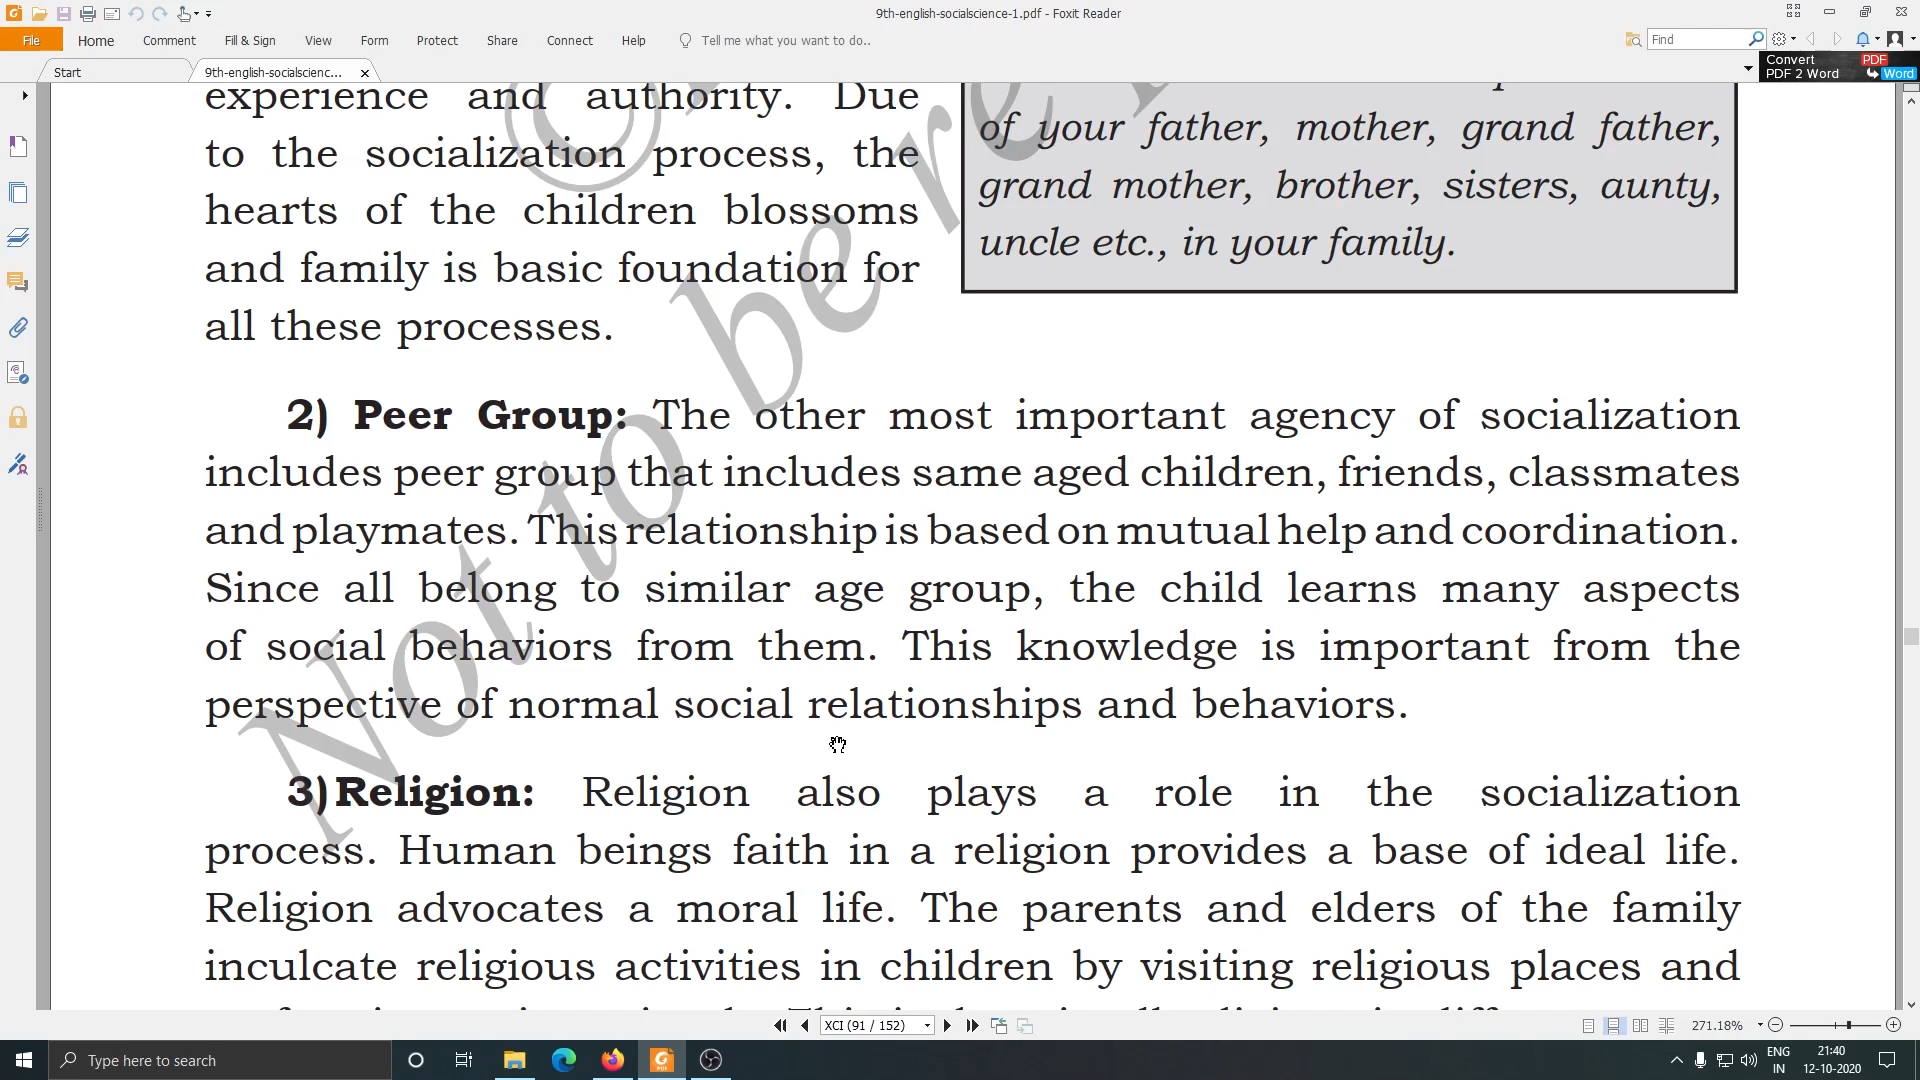 9th-english-socialscience-1.pdf - Foxit Reader
File Home Comment Fill & Sign View Form Protect Share Connect Help Tell me what you want to do.. Find
Start 9th-english-socialscienc... Convert PDF 2 Word PDF Word
experience and authority. Due
to the socialization process, the
hearts of the children blossoms
and family is basic foundation for
all these processes.
of your father, mother, grand father,
grand mother, brother, sisters, aunty,
uncle etc., in your family.
2) Peer Group: The other most important agency of socialization
includes peer group that includes same aged children, friends, classmates
and playmates. This relationship is based on mutual help and coordination.
Since all belong to similar age group, the child learns many aspects
of social behaviors from them. This knowledge is important from the
perspective of normal social relationships and behaviors.
3) Religion: Religion also plays a role in the socialization
process. Human beings faith in a religion provides a base of ideal life.
Religion advocates a moral life. The parents and elders of the family
inculcate religious activities in children by visiting religious places and
Not to be re
XCI (91 / 152) 271.18%
Type here to search ENG IN 21:40 12-10-2020